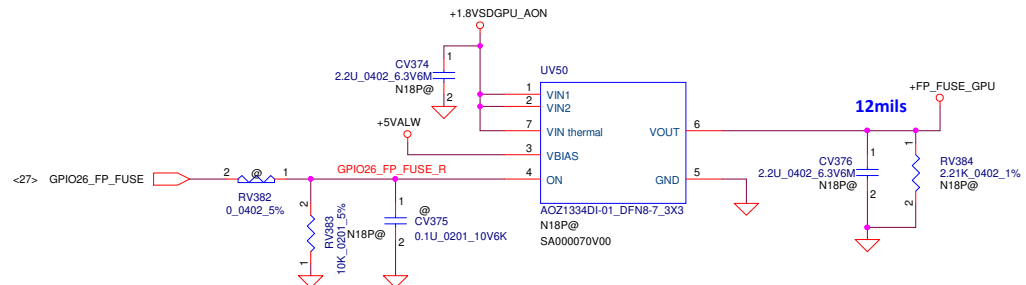 +1.8VSDGPU_AON
CV374
2.2U_0402_6.3V6M
N18P@
1
2
UV50
1
VIN1
2
VIN2
7
VIN thermal
3
VBIAS
4
ON
VOUT
6
GND
5
AOZ1334DI-01_DFN8-7_3X3
N18P@
SA000070V00
+5VALW
<27> GPIO26_FP_FUSE
2
@
1
RV382
0_0402_5%
GPIO26_FP_FUSE_R
2
1
RV383
10K_0201_5%
N18P@
1
2
@
CV375
0.1U_0201_10V6K
12mils
+FP_FUSE_GPU
CV376
2.2U_0402_6.3V6M
N18P@
1
2
1
2
RV384
2.21K_0402_1%
N18P@